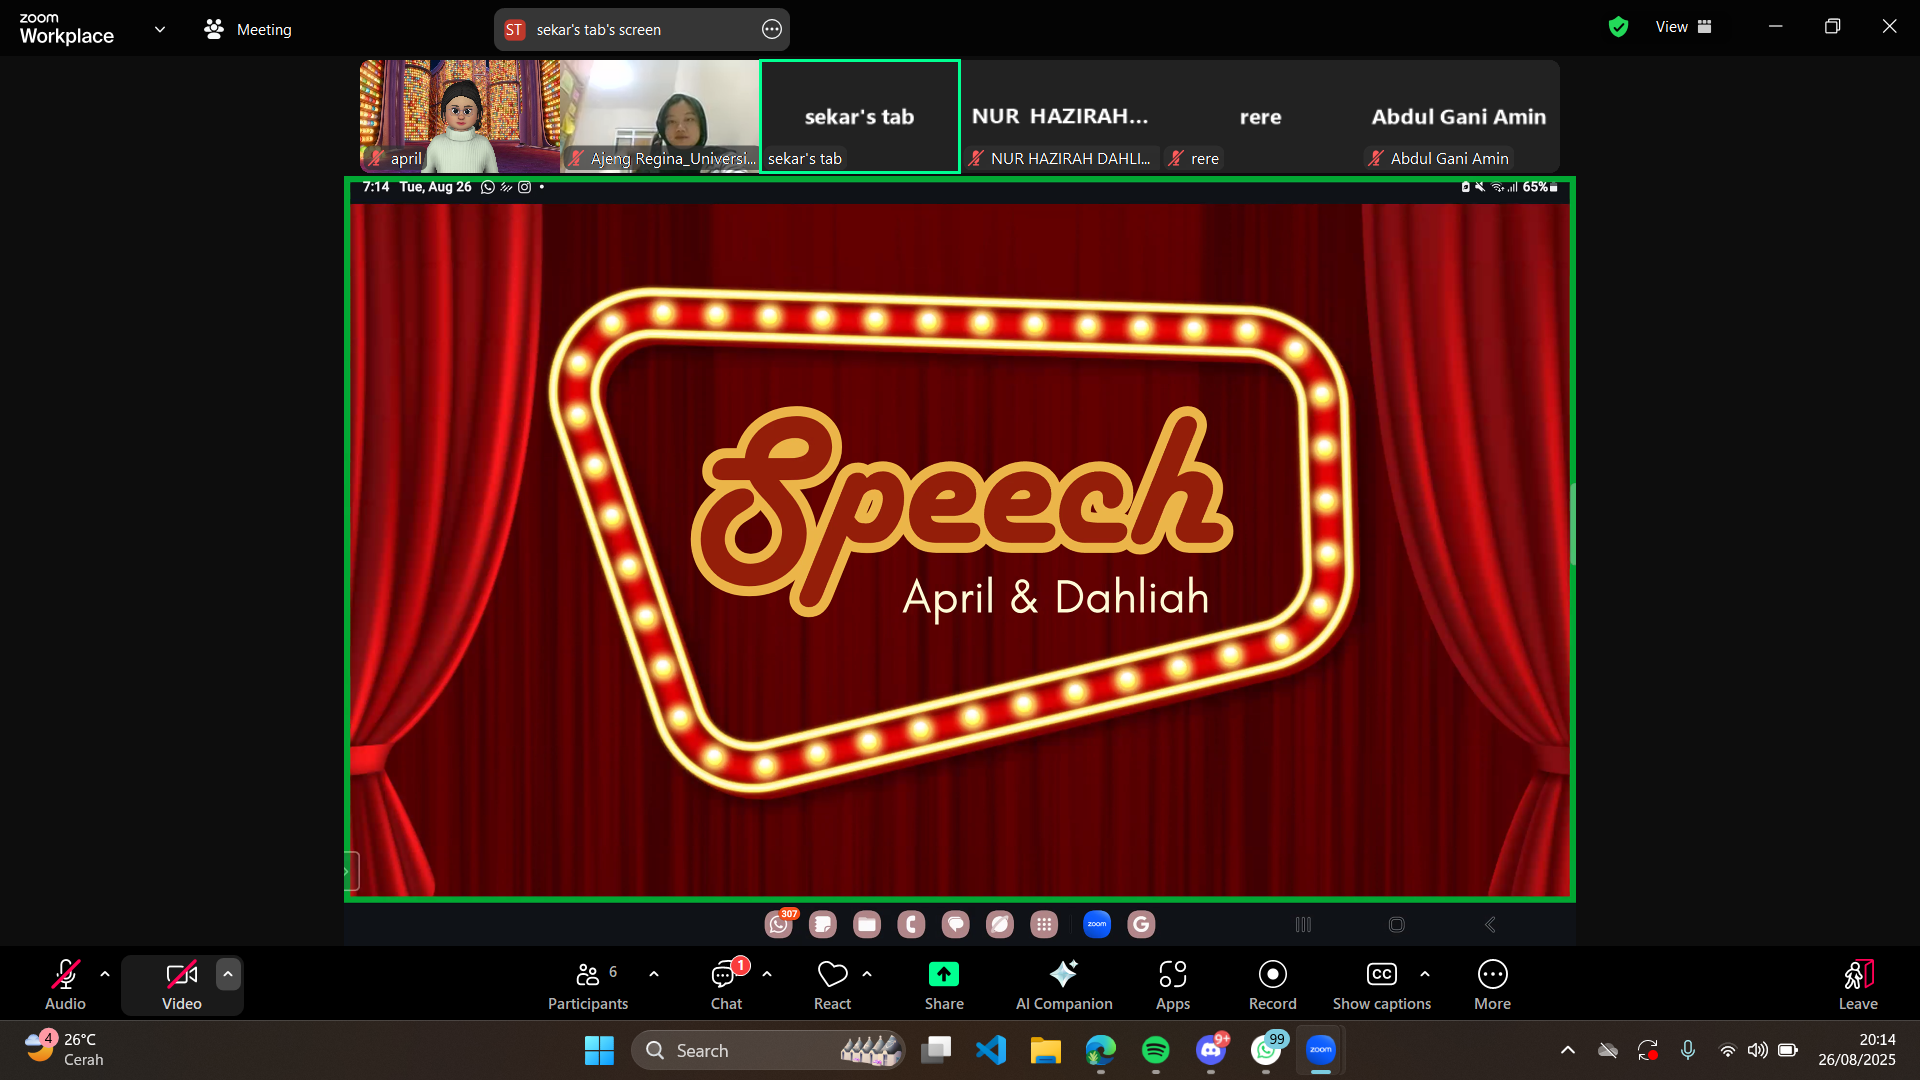 zoom
Workplace
Meeting
ST sekar's tab's screen
View
april
Ajeng Regina_Universi...
sekar's tab
sekar's tab
NUR HAZIRAH...
NUR HAZIRAH DAHLI...
rere
rere
Abdul Gani Amin
Abdul Gani Amin
7:14 Tue, Aug 26
65%
Speech
April & Dahliah
307
zoom
G
Audio
Video
Participants
6
Chat
1
React
Share
AI Companion
Apps
Record
CC
Show captions
More
Leave
4
26°C
Cerah
Search
9+
99
zoom
20:14
26/08/2025